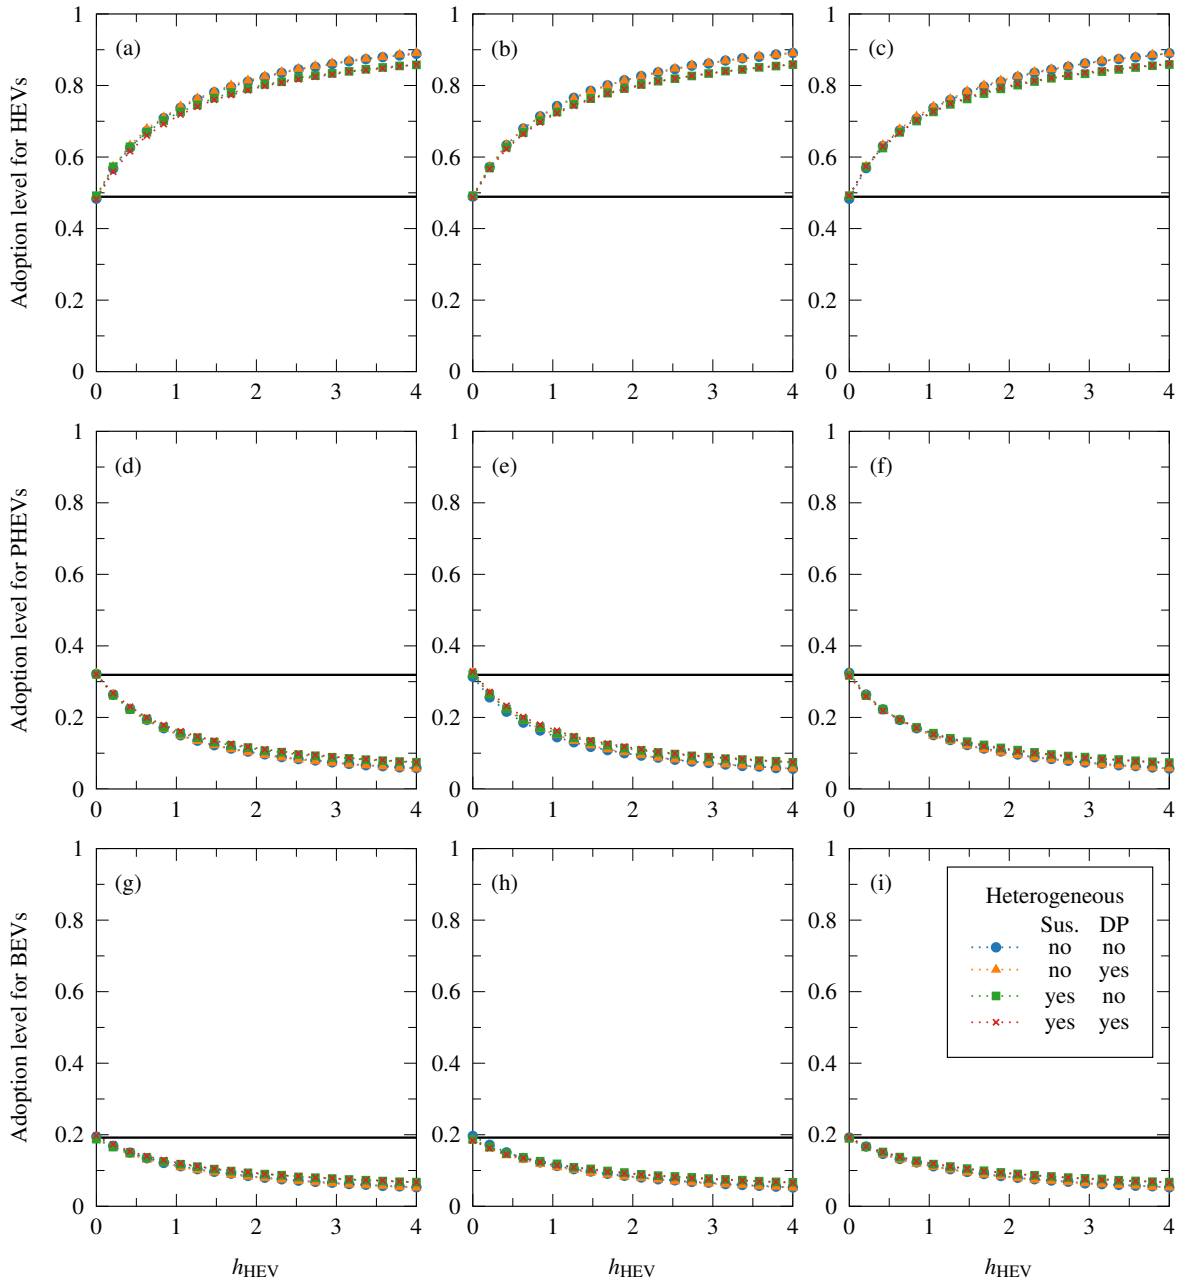 Adoption level for HEVs
1
0.8
0.6
0.4
0.2
0
(a)
0 1 2 3 4
1
0.8
0.6
0.4
0.2
0
(b)
0 1 2 3 4
1
0.8
0.6
0.4
0.2
0
(c)
0 1 2 3 4
Adoption level for PHEVs
1
0.8
0.6
0.4
0.2
0
(d)
0 1 2 3 4
1
0.8
0.6
0.4
0.2
0
(e)
0 1 2 3 4
1
0.8
0.6
0.4
0.2
0
(f)
0 1 2 3 4
Adoption level for BEVs
1
0.8
0.6
0.4
0.2
0
(g)
0 1 2 3 4
hHEV
1
0.8
0.6
0.4
0.2
0
(h)
0 1 2 3 4
hHEV
1
0.8
0.6
0.4
0.2
0
(i)
Heterogeneous
Sus. DP
no no
no yes
yes no
yes yes
0 1 2 3 4
hHEV